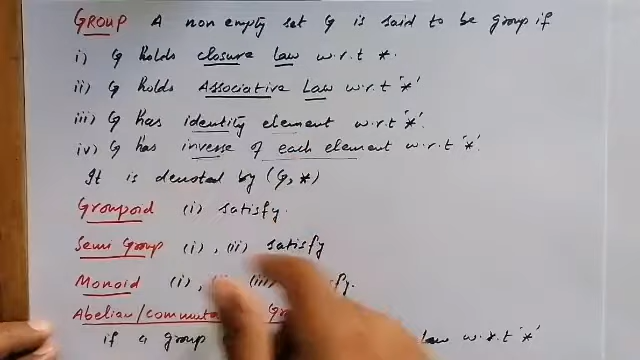 GROUP A non empty set G is said to be group if
i) G holds closure law w.r.t *.
ii) G holds Associative Law w.r.t '*'
iii) G has identity element w.r.t '*'.
iv) G has inverse of each element w.r.t '*'.
It is denoted by (G, *)
Groupoid (i) satisfy.
Semi Group (i), (ii) satisfy
Monoid (i), (iii)
Abelian/commuta
if a group law w.r.t '*'